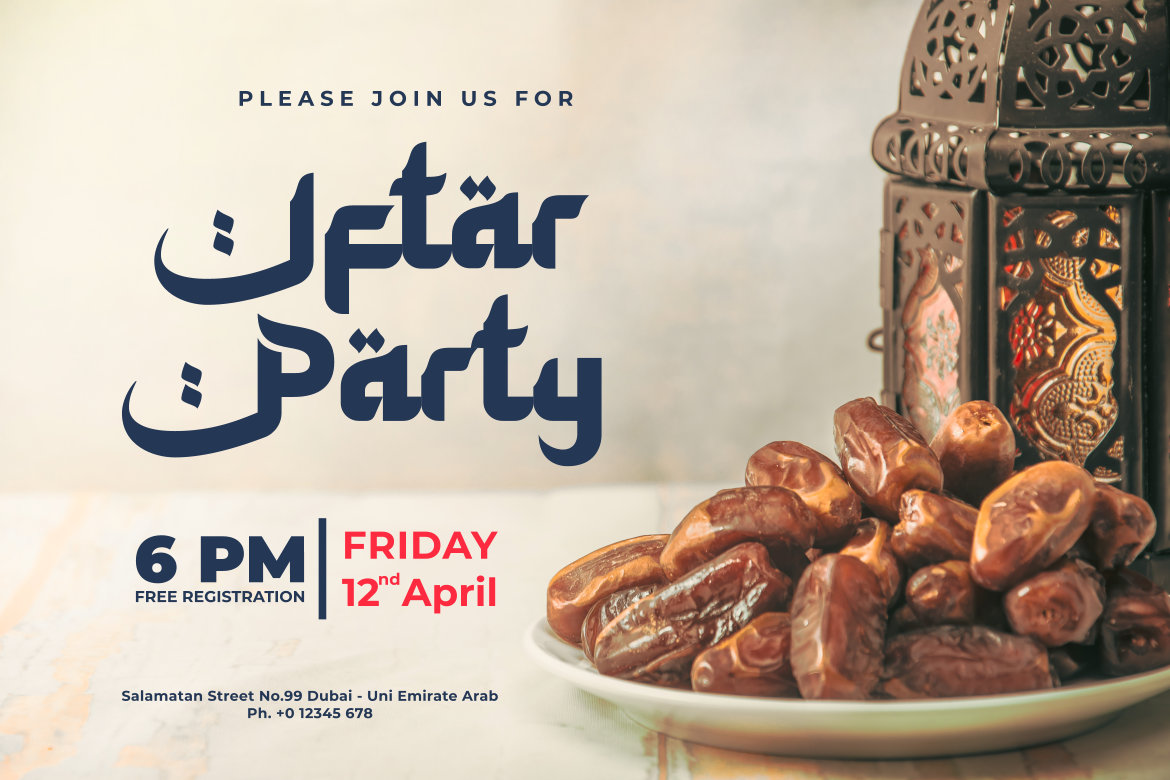 PLEASE JOIN US FOR
Iftar
Party
6 PM
FREE REGISTRATION
FRIDAY
12nd April
Salamatan Street No.99 Dubai - Uni Emirate Arab
Ph. +0 12345 678